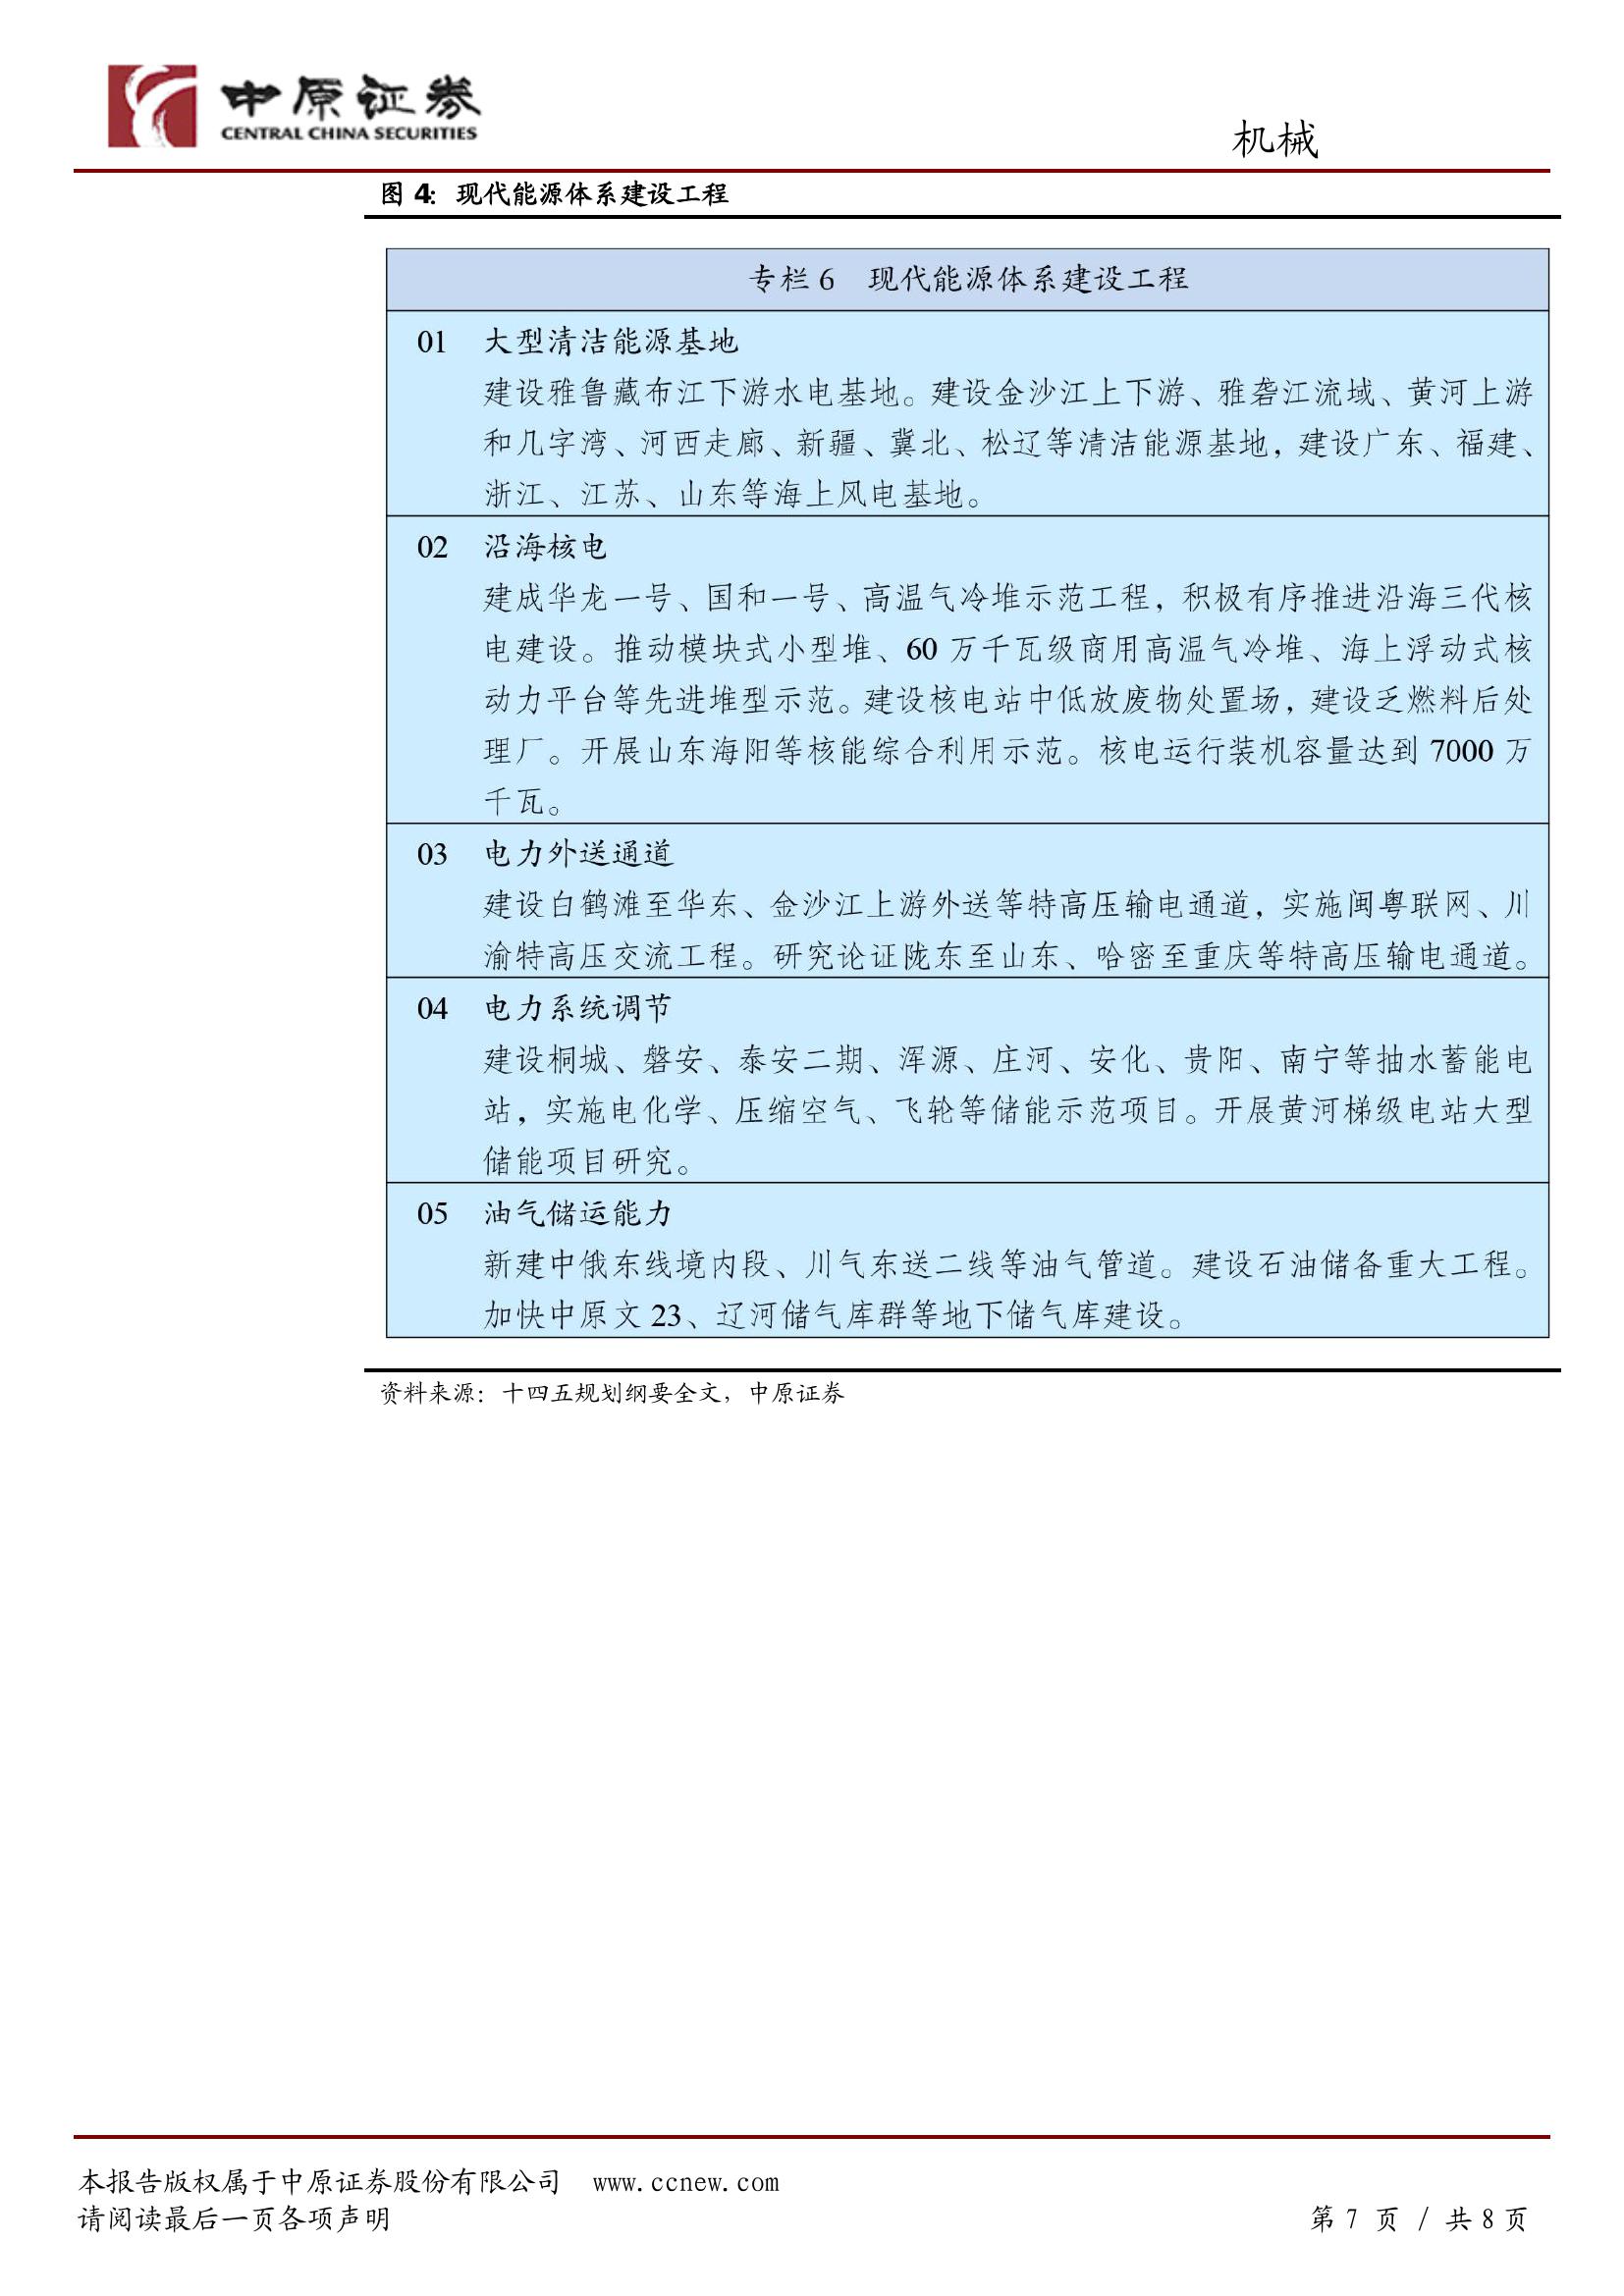 中原证券
CENTRAL CHINA SECURITIES
机械
图 4：现代能源体系建设工程
专栏 6 现代能源体系建设工程
01 大型清洁能源基地
建设雅鲁藏布江下游水电基地。建设金沙江上下游、雅砻江流域、黄河上游
和几字湾、河西走廊、新疆、冀北、松辽等清洁能源基地，建设广东、福建、
浙江、江苏、山东等海上风电基地。
02 沿海核电
建成华龙一号、国和一号、高温气冷堆示范工程，积极有序推进沿海三代核
电建设。推动模块式小型堆、60 万千瓦级商用高温气冷堆、海上浮动式核
动力平台等先进堆型示范。建设核电站中低放废物处置场，建设乏燃料后处
理厂。开展山东海阳等核能综合利用示范。核电运行装机容量达到 7000 万
千瓦。
03 电力外送通道
建设白鹤滩至华东、金沙江上游外送等特高压输电通道，实施闽粤联网、川
渝特高压交流工程。研究论证陇东至山东、哈密至重庆等特高压输电通道。
04 电力系统调节
建设桐城、磐安、泰安二期、浑源、庄河、安化、贵阳、南宁等抽水蓄能电
站，实施电化学、压缩空气、飞轮等储能示范项目。开展黄河梯级电站大型
储能项目研究。
05 油气储运能力
新建中俄东线境内段、川气东送二线等油气管道。建设石油储备重大工程。
加快中原文 23、辽河储气库群等地下储气库建设。
资料来源：十四五规划纲要全文，中原证券
本报告版权属于中原证券股份有限公司 www.ccnew.com
请阅读最后一页各项声明
第 7 页 / 共 8 页